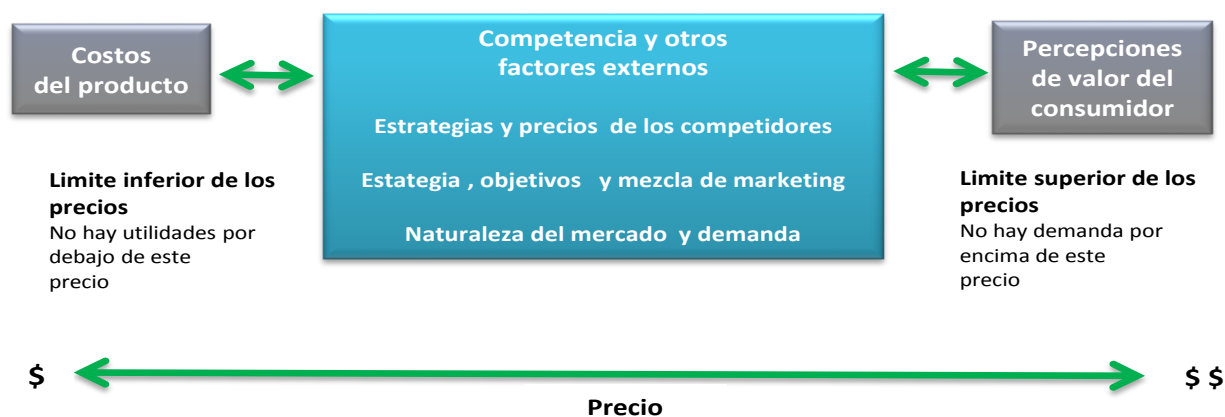 Costos
del producto
Competencia y otros
factores externos
Estrategias y precios de los competidores
Estategia , objetivos y mezcla de marketing
Naturaleza del mercado y demanda
Percepciones
de valor del
consumidor
Limite inferior de los
precios
No hay utilidades por
debajo de este
precio
Limite superior de los
precios
No hay demanda por
encima de este
precio
$
$ $
Precio